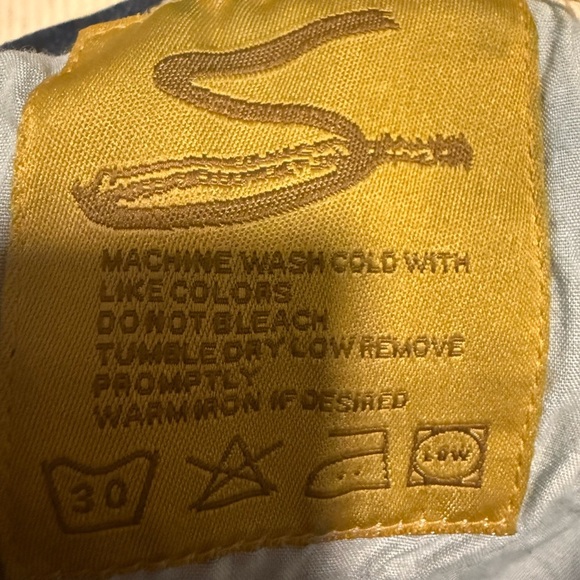 MACHINE WASH COLD WITH
LIKE COLORS
DO NOT BLEACH
TUMBLE DRY LOW REMOVE
PROMPTLY
WARM IRON IF DESIRED
30 LOW